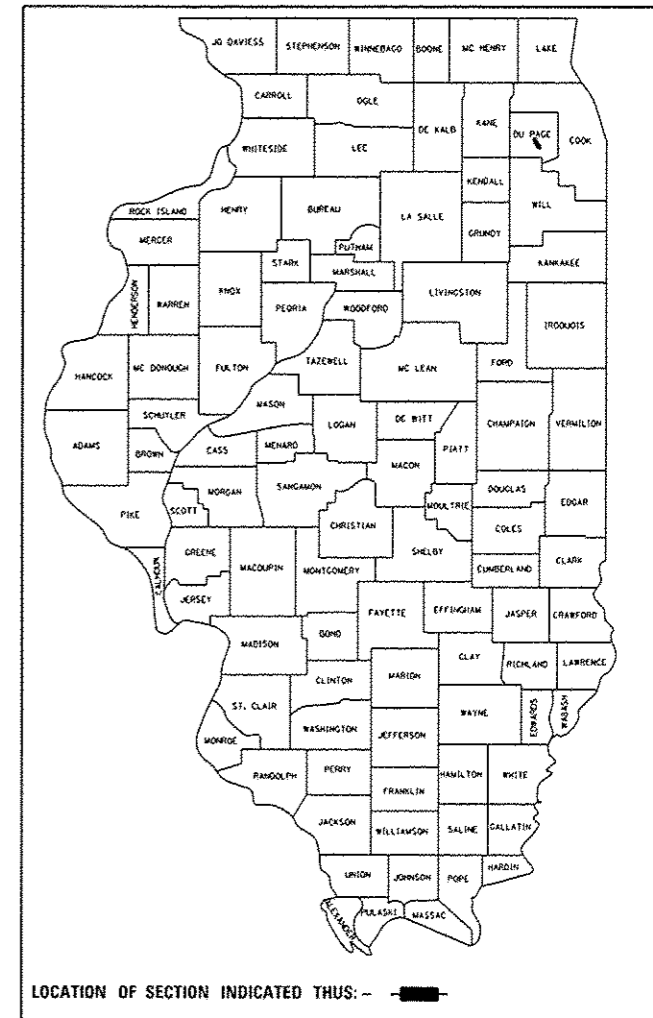 JO DAVIESS STEPHENSON WINNEBAGO BOONE MC HENRY LAKE
CARROLL OGLE DE KALB KANE DU PAGE COOK
WHITESIDE LEE
KENDALL WILL
ROCK ISLAND HENRY BUREAU LA SALLE GRUNDY
MERCER PUTNAM
STARK MARSHALL KANKAKEE
HENDERSON WARREN KNOX PEORIA WOODFORD LIVINGSTON
IROQUOIS
HANCOCK MC DONOUGH FULTON TAZEWELL MC LEAN FORD
MASON
SCHUYLER LOGAN DE WITT CHAMPAIGN VERMILION
ADAMS BROWN CASS MENARD PIATT
MACON
MORGAN SANGAMON DOUGLAS EDGAR
PIKE SCOTT CHRISTIAN MOULTRIE
COLES
GREENE SHELBY
CALHOUN MACOUPIN MONTGOMERY CUMBERLAND CLARK
JERSEY
FAYETTE EFFINGHAM JASPER CRAWFORD
MADISON BOND
CLAY RICHLAND LAWRENCE
CLINTON MARION
ST. CLAIR WAYNE EDWARDS WABASH
MONROE WASHINGTON JEFFERSON
RANDOLPH PERRY HAMILTON WHITE
FRANKLIN
JACKSON WILLIAMSON SALINE GALLATIN
HARDIN
UNION JOHNSON POPE
ALEXANDER PULASKI MASSAC
LOCATION OF SECTION INDICATED THUS: -